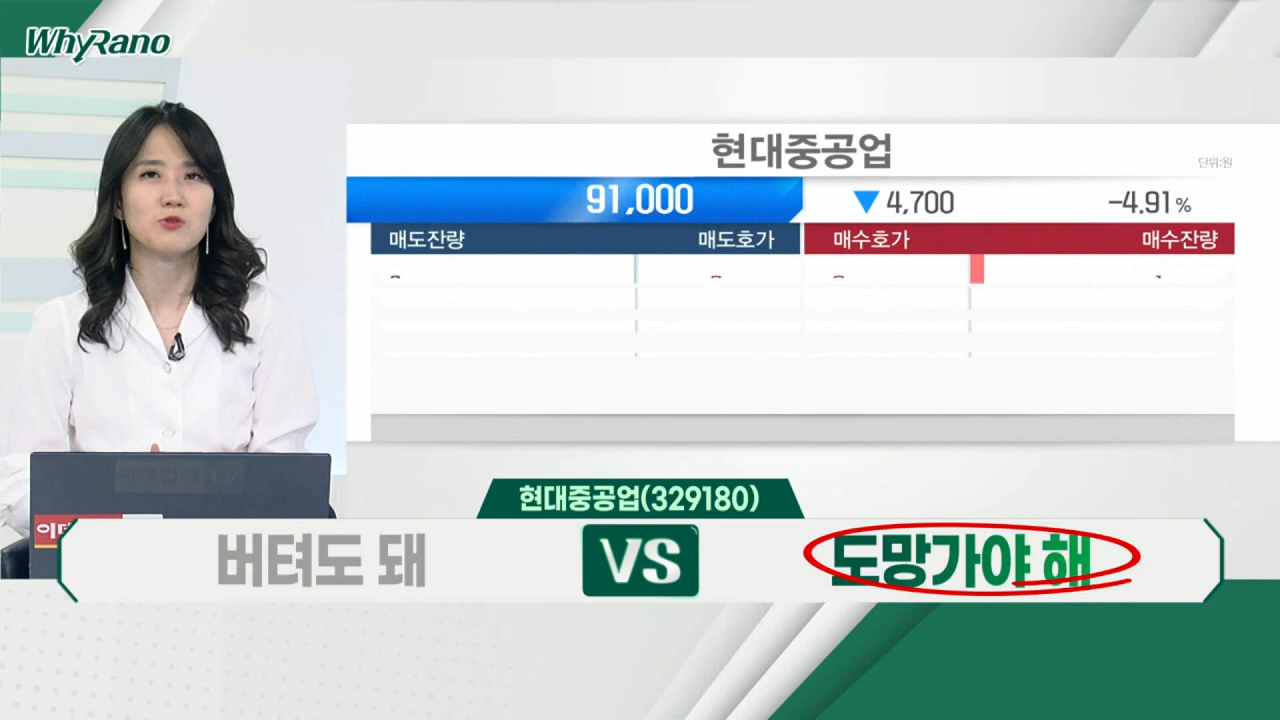 WhyRano
현대중공업
단위:원
91,000 ▼ 4,700 -4.91 %
매도잔량 매도호가 매수호가 매수잔량
현대중공업(329180)
버텨도 돼 VS 도망가야 해